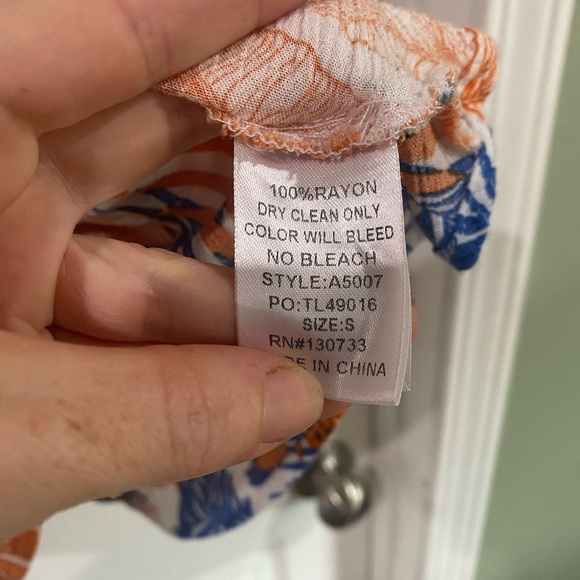 100%RAYON
DRY CLEAN ONLY
COLOR WILL BLEED
NO BLEACH
STYLE:A5007
PO:TL49016
SIZE:S
RN#130733
IN CHINA